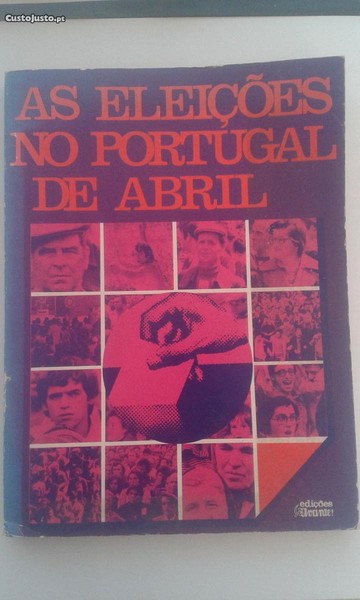 CustoJusto.pt
AS ELEIÇÕES
NO PORTUGAL
DE ABRIL
edições
Avante!